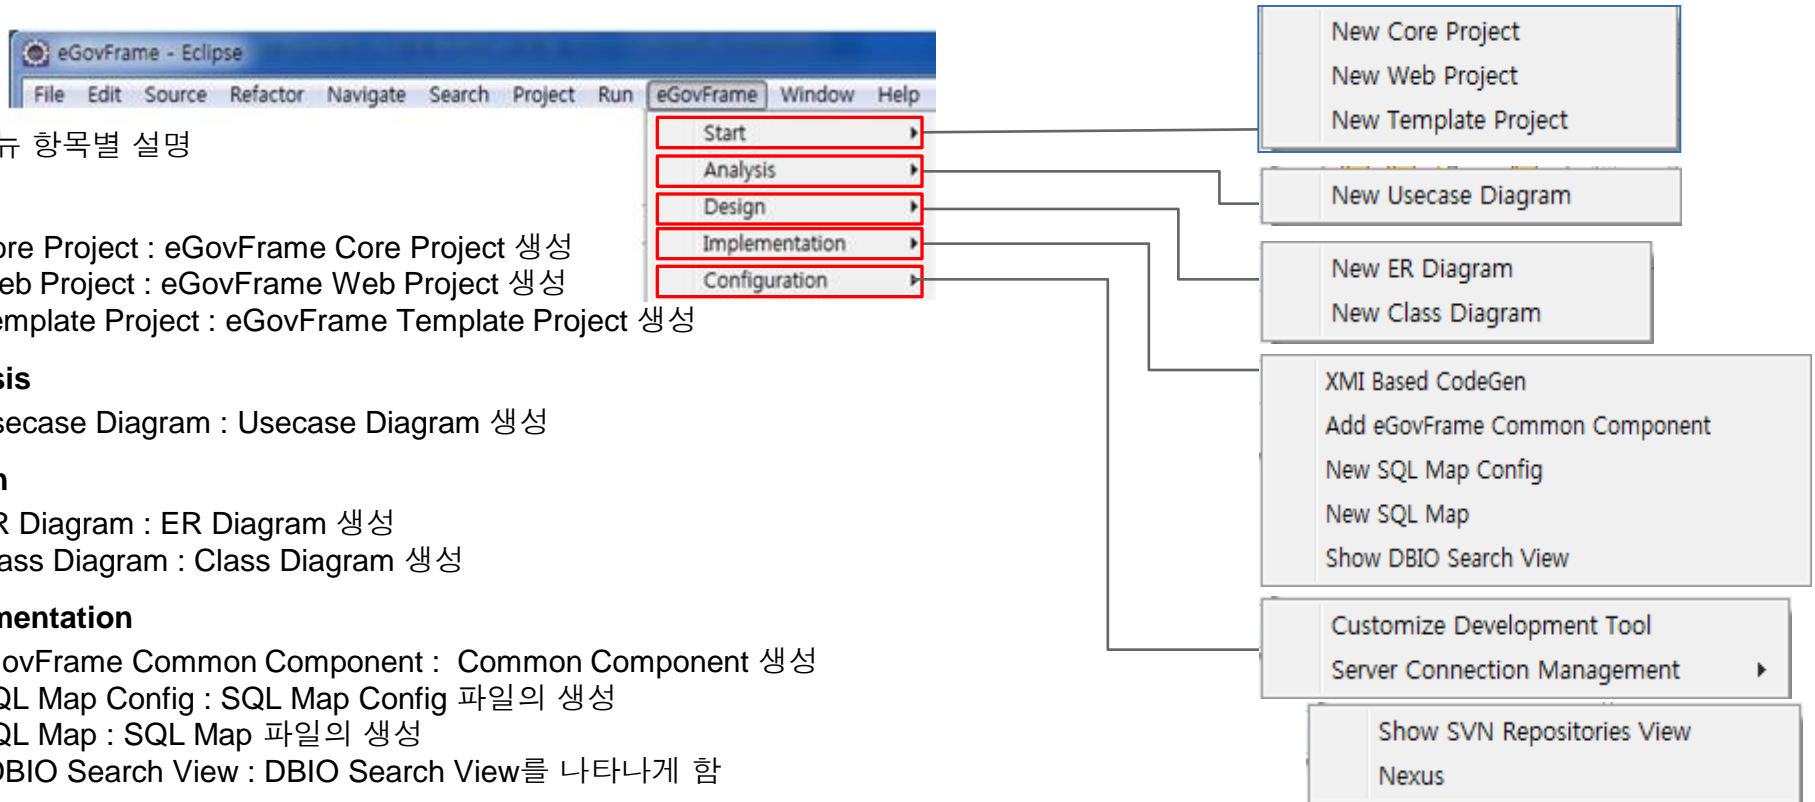 eGovFrame - Eclipse
File Edit Source Refactor Navigate Search Project Run eGovFrame Window Help
Start
Analysis
Design
Implementation
Configuration
뉴 항목별 설명
ore Project : eGovFrame Core Project 생성
eb Project : eGovFrame Web Project 생성
emplate Project : eGovFrame Template Project 생성
sis
secase Diagram : Usecase Diagram 생성
n
R Diagram : ER Diagram 생성
ass Diagram : Class Diagram 생성
mentation
GovFrame Common Component : Common Component 생성
QL Map Config : SQL Map Config 파일의 생성
QL Map : SQL Map 파일의 생성
DBIO Search View : DBIO Search View를 나타나게 함
New Core Project
New Web Project
New Template Project
New Usecase Diagram
New ER Diagram
New Class Diagram
XMI Based CodeGen
Add eGovFrame Common Component
New SQL Map Config
New SQL Map
Show DBIO Search View
Customize Development Tool
Server Connection Management
Show SVN Repositories View
Nexus